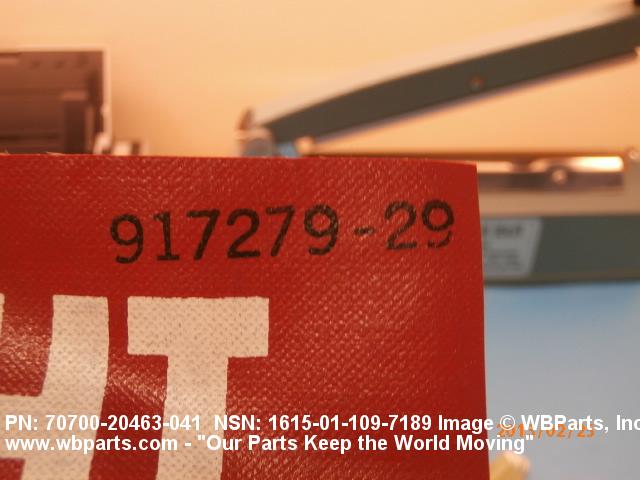 917279-29
HT
PN: 70700-20463-041 NSN: 1615-01-109-7189 Image © WBParts, Inc
www.wbparts.com - "Our Parts Keep the World Moving"